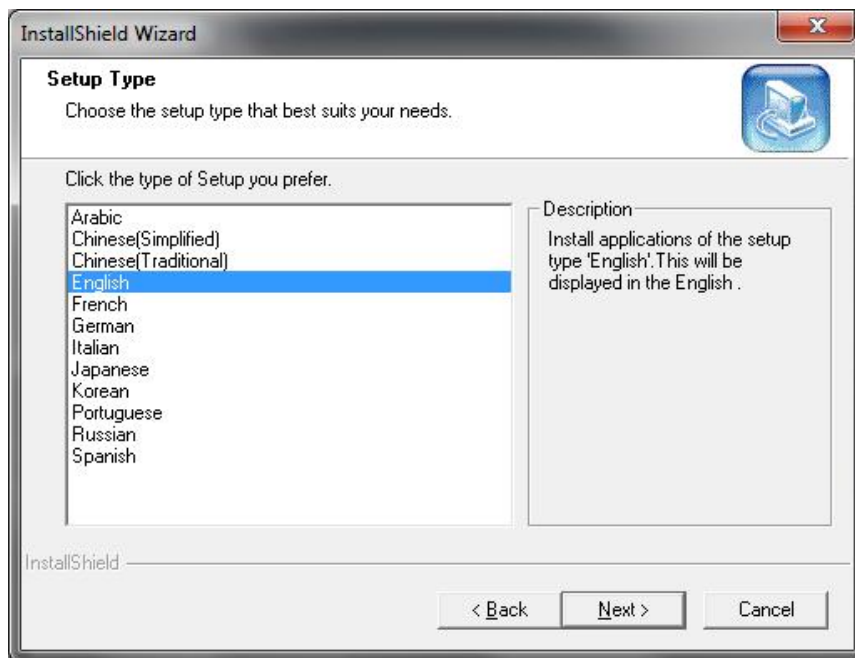 InstallShield Wizard
Setup Type
Choose the setup type that best suits your needs.
Click the type of Setup you prefer.
Arabic
Chinese(Simplified)
Chinese(Traditional)
English
French
German
Italian
Japanese
Korean
Portuguese
Russian
Spanish
Description
Install applications of the setup
type 'English'.This will be
displayed in the English .
InstallShield
< Back
Next >
Cancel